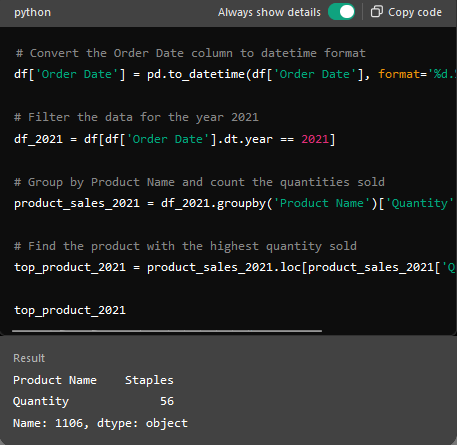 python Always show details Copy code
# Convert the Order Date column to datetime format
df['Order Date'] = pd.to_datetime(df['Order Date'], format='%d.
# Filter the data for the year 2021
df_2021 = df[df['Order Date'].dt.year == 2021]
# Group by Product Name and count the quantities sold
product_sales_2021 = df_2021.groupby('Product Name')['Quantity'
# Find the product with the highest quantity sold
top_product_2021 = product_sales_2021.loc[product_sales_2021['Q
top_product_2021
Result
Product Name    Staples
Quantity             56
Name: 1106, dtype: object